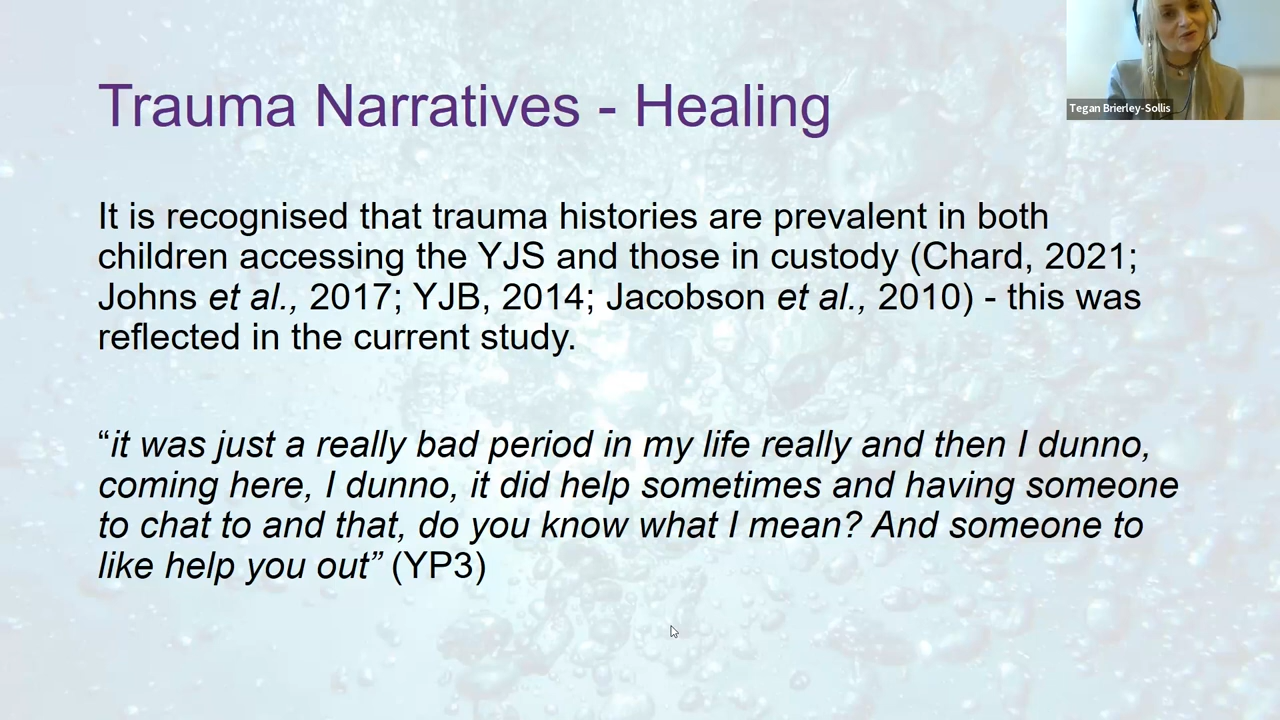 Trauma Narratives - Healing
Tegan Brierley-Sollis
It is recognised that trauma histories are prevalent in both
children accessing the YJS and those in custody (Chard, 2021;
Johns et al., 2017; YJB, 2014; Jacobson et al., 2010) - this was
reflected in the current study.
“it was just a really bad period in my life really and then I dunno,
coming here, I dunno, it did help sometimes and having someone
to chat to and that, do you know what I mean? And someone to
like help you out” (YP3)